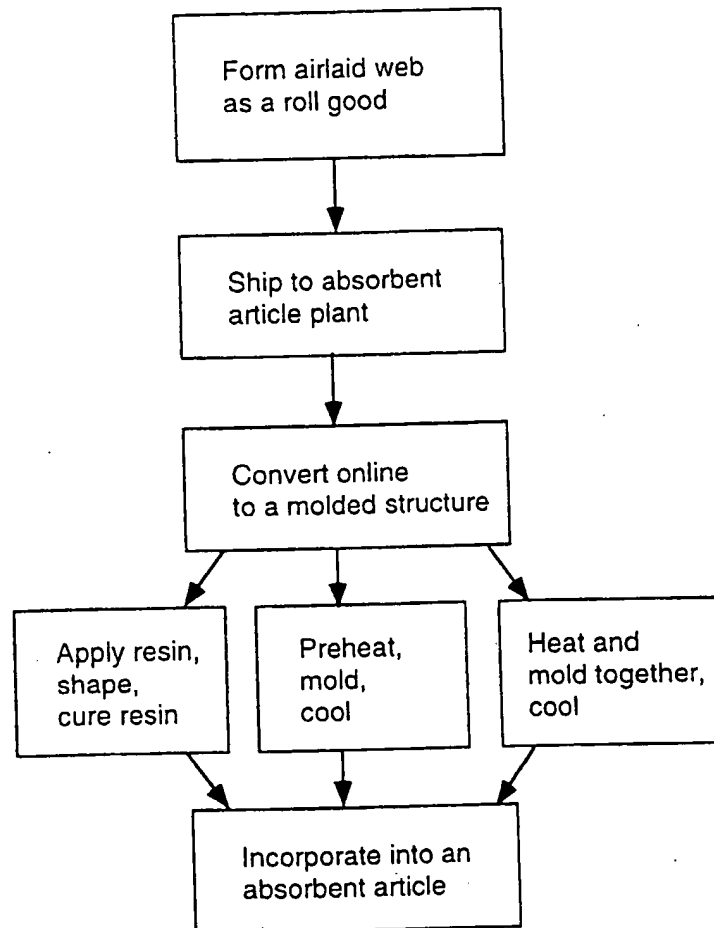 Form airlaid web
as a roll good
Ship to absorbent
article plant
Convert online
to a molded structure
Apply resin,
shape,
cure resin
Preheat,
mold,
cool
Heat and
mold together,
cool
Incorporate into an
absorbent article